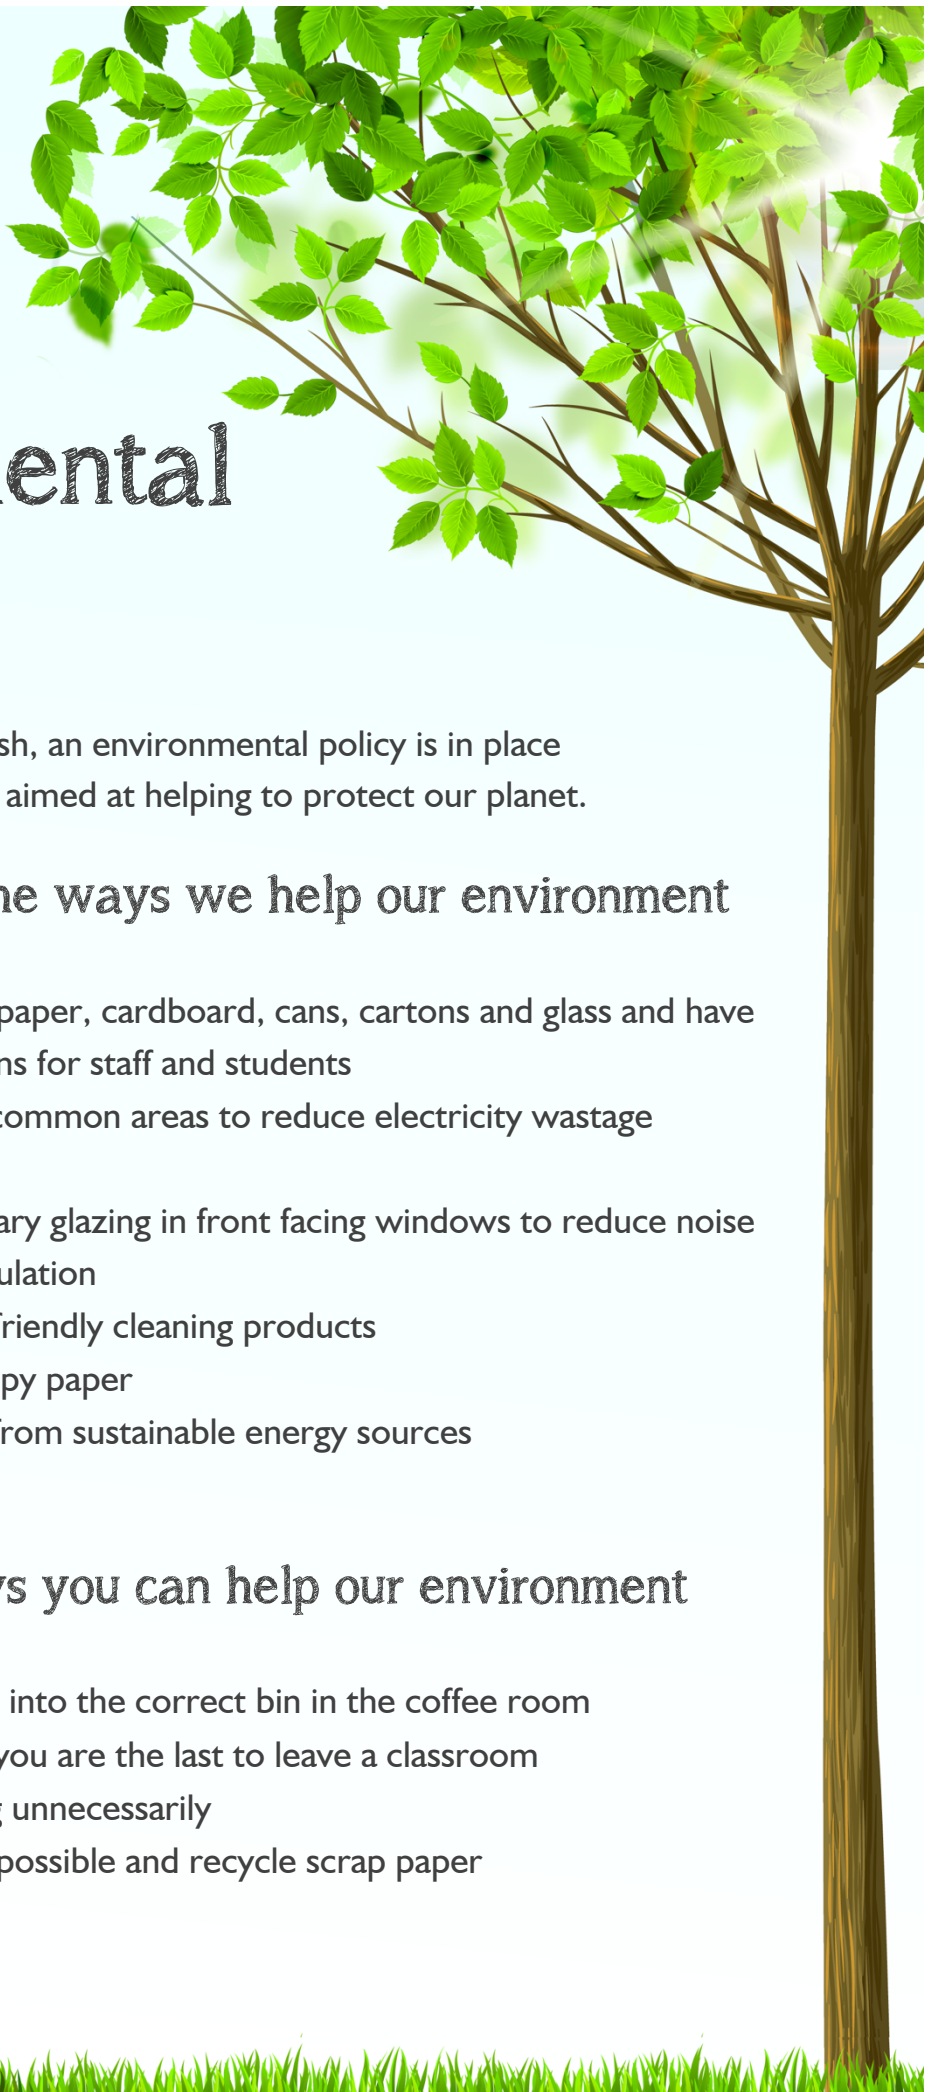 ental
sh, an environmental policy is in place
aimed at helping to protect our planet.
he ways we help our environment
paper, cardboard, cans, cartons and glass and have
ns for staff and students
common areas to reduce electricity wastage
ary glazing in front facing windows to reduce noise
ulation
friendly cleaning products
py paper
from sustainable energy sources
ys you can help our environment
into the correct bin in the coffee room
you are the last to leave a classroom
g unnecessarily
possible and recycle scrap paper